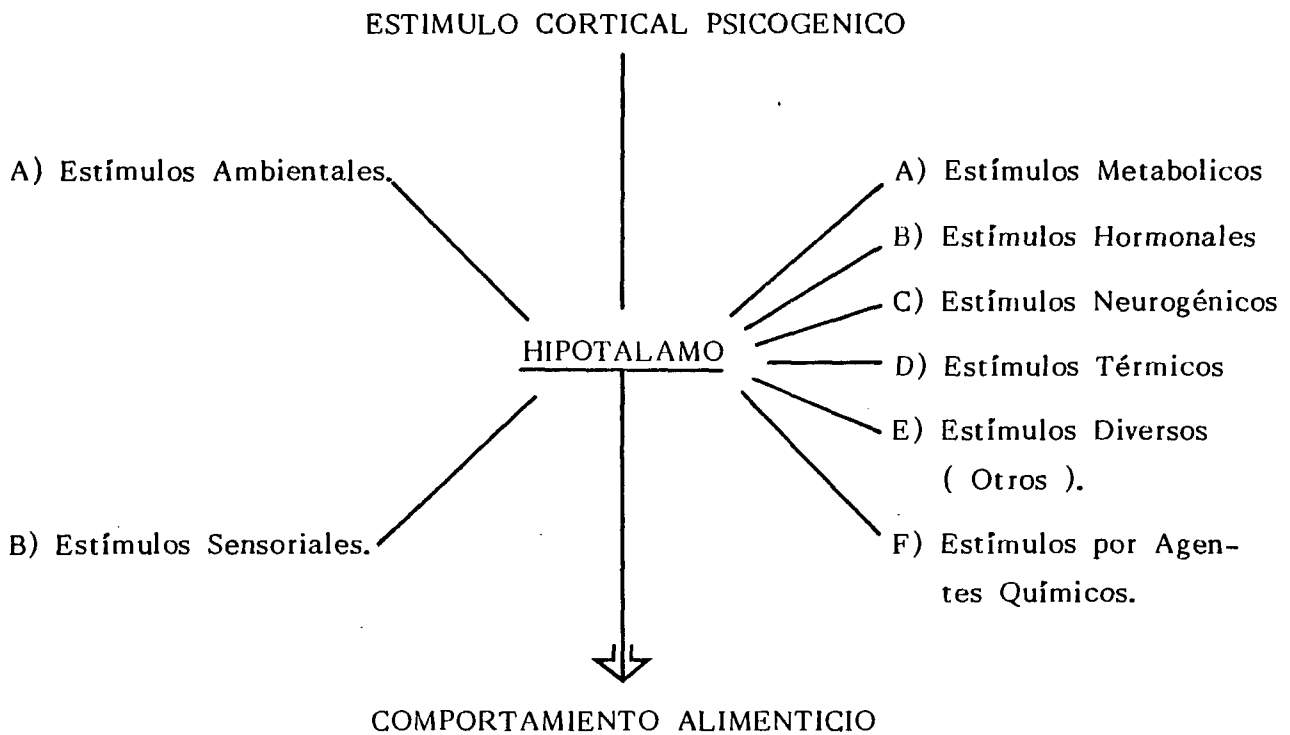 ESTIMULO CORTICAL PSICOGENICO
A) Estímulos Ambientales.
B) Estímulos Sensoriales.
HIPOTALAMO
A) Estímulos Metabolicos
B) Estímulos Hormonales
C) Estímulos Neurogénicos
D) Estímulos Térmicos
E) Estímulos Diversos
( Otros ).
F) Estímulos por Agen-
tes Químicos.
COMPORTAMIENTO ALIMENTICIO